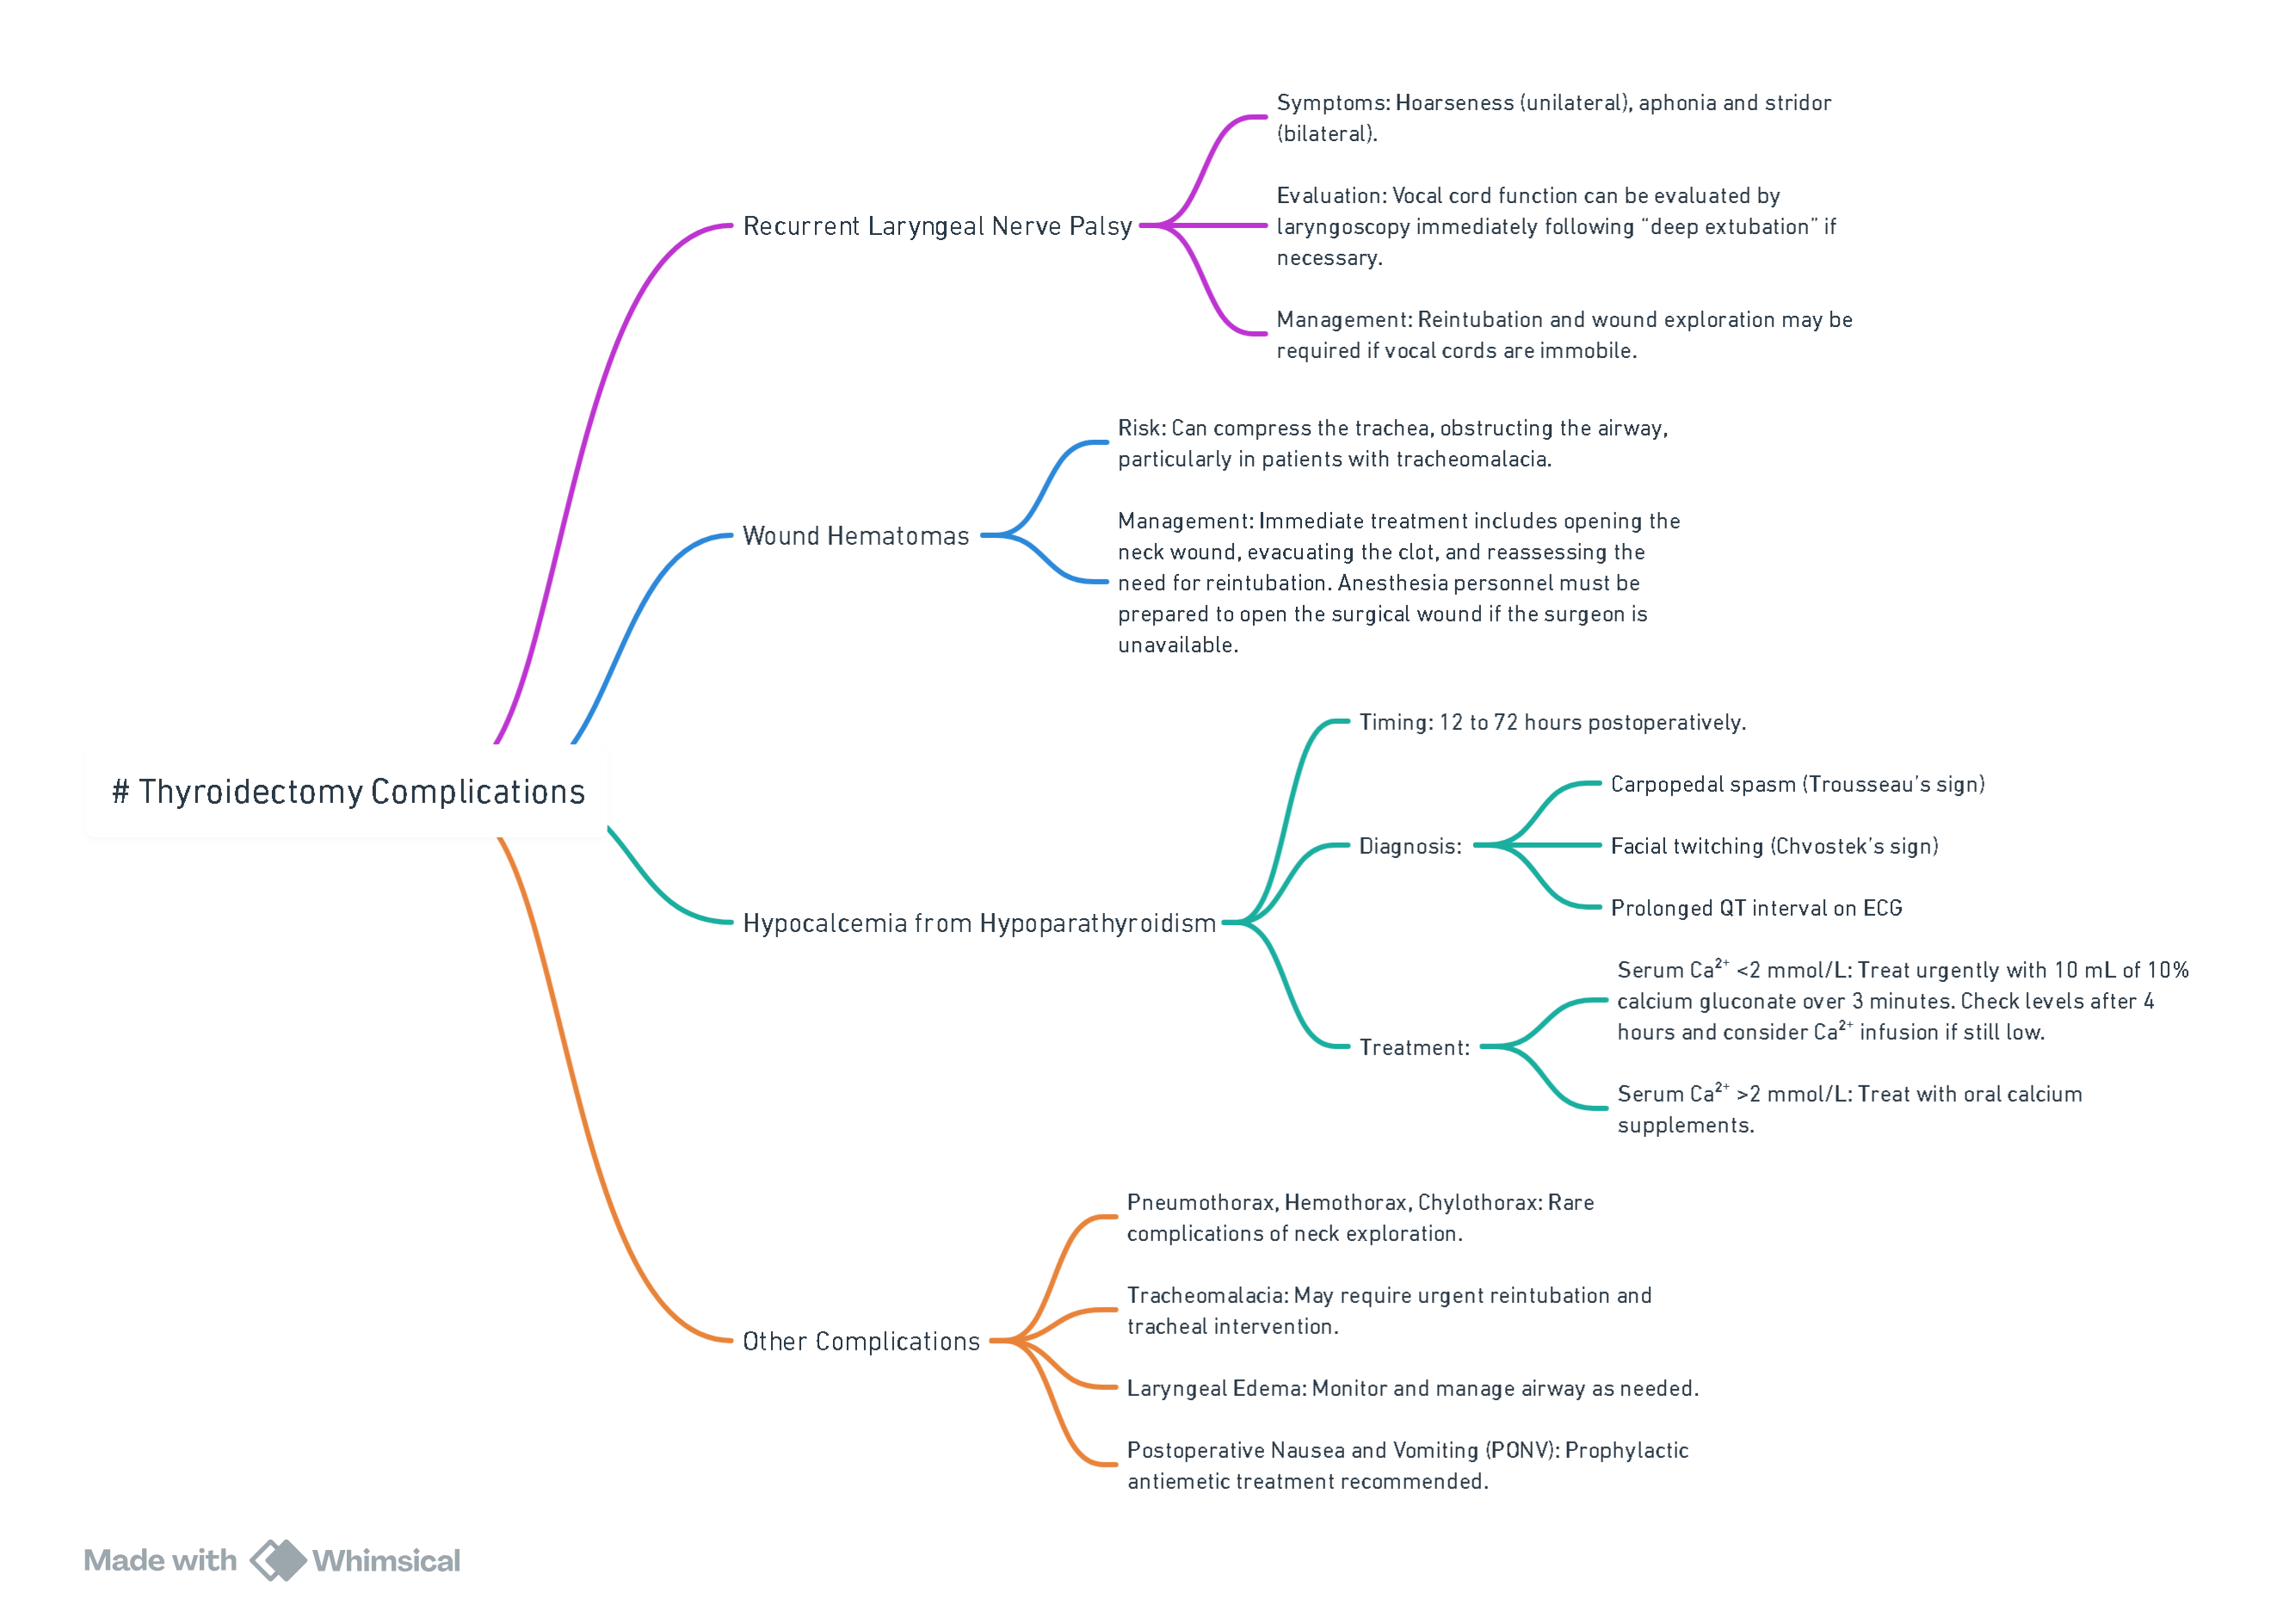 Symptoms: Hoarseness (unilateral), aphonia and stridor
(bilateral).
Evaluation: Vocal cord function can be evaluated by
laryngoscopy immediately following “deep extubation” if
necessary.
Recurrent Laryngeal Nerve Palsy
Management: Reintubation and wound exploration may be
required if vocal cords are immobile.
Risk: Can compress the trachea, obstructing the airway,
particularly in patients with tracheomalacia.
Wound Hematomas
Management: Immediate treatment includes opening the
neck wound, evacuating the clot, and reassessing the
need for reintubation. Anesthesia personnel must be
prepared to open the surgical wound if the surgeon is
unavailable.
# Thyroidectomy Complications
Timing: 12 to 72 hours postoperatively.
Diagnosis:
Carpopedal spasm (Trousseau’s sign)
Facial twitching (Chvostek’s sign)
Prolonged QT interval on ECG
Hypocalcemia from Hypoparathyroidism
Treatment:
Serum Ca²⁺ <2 mmol/L: Treat urgently with 10 mL of 10%
calcium gluconate over 3 minutes. Check levels after 4
hours and consider Ca²⁺ infusion if still low.
Serum Ca²⁺ >2 mmol/L: Treat with oral calcium
supplements.
Pneumothorax, Hemothorax, Chylothorax: Rare
complications of neck exploration.
Tracheomalacia: May require urgent reintubation and
tracheal intervention.
Other Complications
Laryngeal Edema: Monitor and manage airway as needed.
Postoperative Nausea and Vomiting (PONV): Prophylactic
antiemetic treatment recommended.
Made with Whimsical